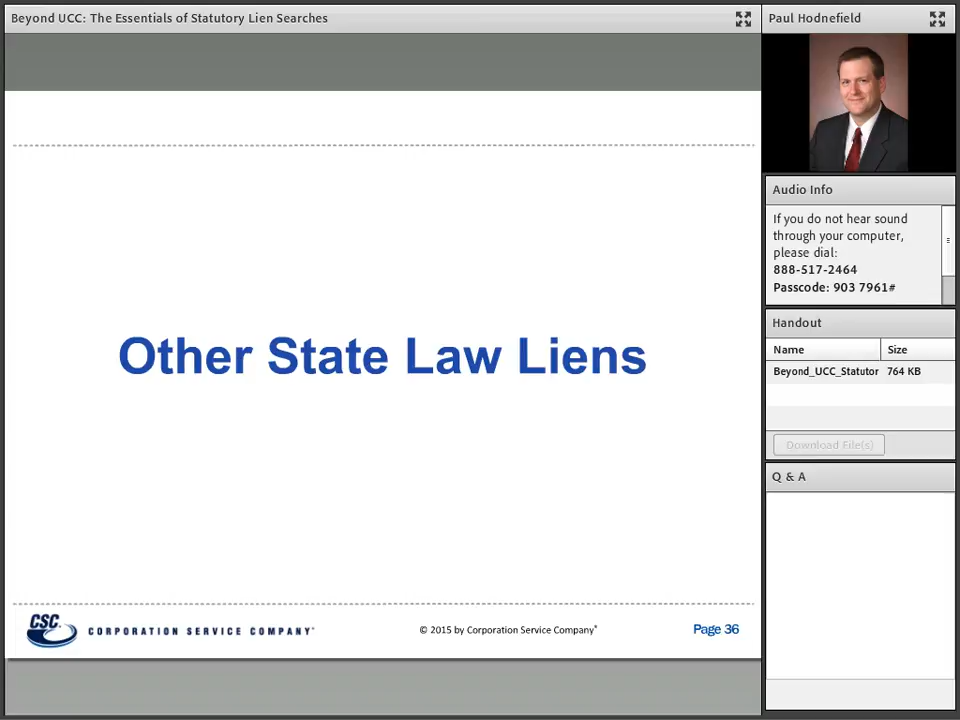 Beyond UCC: The Essentials of Statutory Lien Searches
Other State Law Liens
CSC.
CORPORATION SERVICE COMPANY®
© 2015 by Corporation Service Company®
Page 36
Paul Hodnefield
Audio Info
If you do not hear sound
through your computer,
please dial:
888-517-2464
Passcode: 903 7961#
Handout
Name Size
Beyond_UCC_Statutor 764 KB
Download File(s)
Q & A